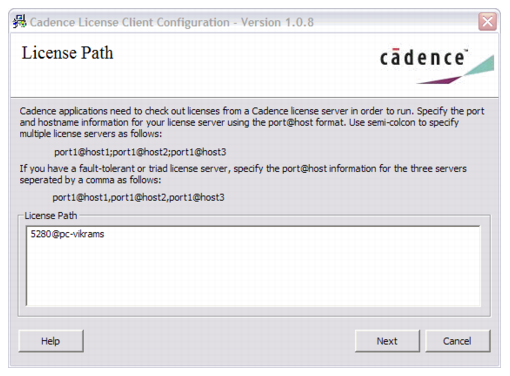 Cadence License Client Configuration - Version 1.0.8
License Path
cādence™
Cadence applications need to check out licenses from a Cadence license server in order to run. Specify the port
and hostname information for your license server using the port@host format. Use semi-colcon to specify
multiple license servers as follows:
port1@host1;port1@host2;port1@host3
If you have a fault-tolerant or triad license server, specify the port@host information for the three servers
seperated by a comma as follows:
port1@host1,port1@host2,port1@host3
License Path
5280@pc-vikrams
Help
Next
Cancel